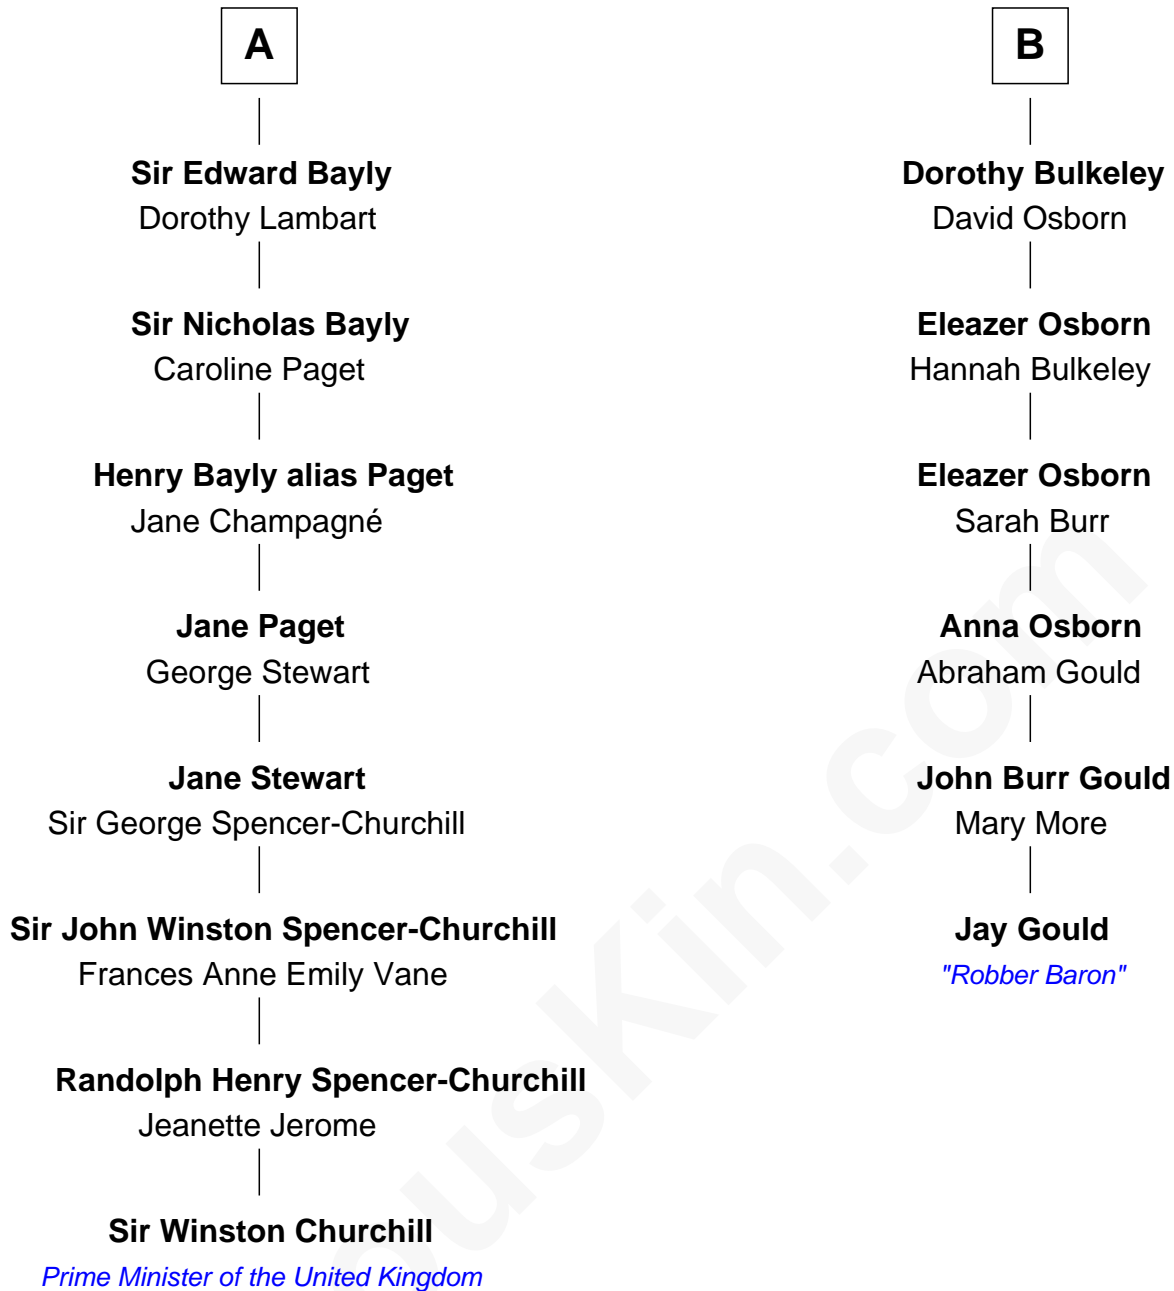 A
Sir Edward Bayly
Dorothy Lambart
Sir Nicholas Bayly
Caroline Paget
Henry Bayly alias Paget
Jane Champagné
Jane Paget
George Stewart
Jane Stewart
Sir George Spencer-Churchill
Sir John Winston Spencer-Churchill
Frances Anne Emily Vane
Randolph Henry Spencer-Churchill
Jeanette Jerome
Sir Winston Churchill
Prime Minister of the United Kingdom
B
Dorothy Bulkeley
David Osborn
Eleazer Osborn
Hannah Bulkeley
Eleazer Osborn
Sarah Burr
Anna Osborn
Abraham Gould
John Burr Gould
Mary More
Jay Gould
"Robber Baron"
ousKin.com